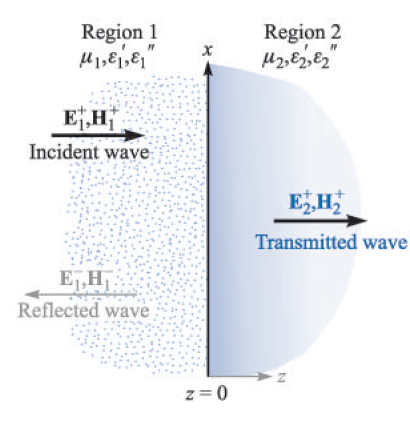 Region 1
μ₁,ε₁′,ε₁″
Region 2
μ₂,ε₂′,ε₂″
x
E₁⁺,H₁⁺
Incident wave
E₂⁺,H₂⁺
Transmitted wave
E₁⁻,H₁⁻
Reflected wave
z
z = 0